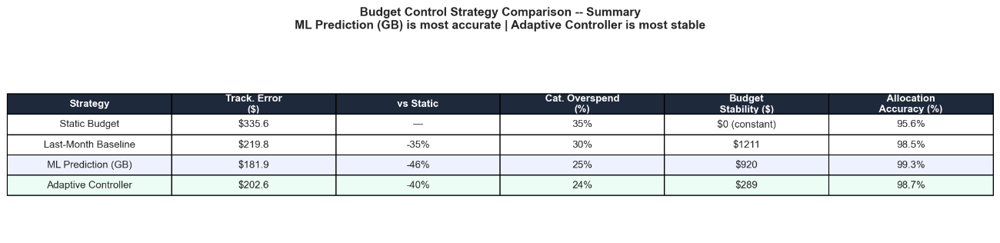 Budget Control Strategy Comparison -- Summary
ML Prediction (GB) is most accurate | Adaptive Controller is most stable
Strategy Track. Error ($) vs Static Cat. Overspend (%) Budget Stability ($) Allocation Accuracy (%)
Static Budget $335.6 — 35% $0 (constant) 95.6%
Last-Month Baseline $219.8 -35% 30% $1211 98.5%
ML Prediction (GB) $181.9 -46% 25% $920 99.3%
Adaptive Controller $202.6 -40% 24% $289 98.7%